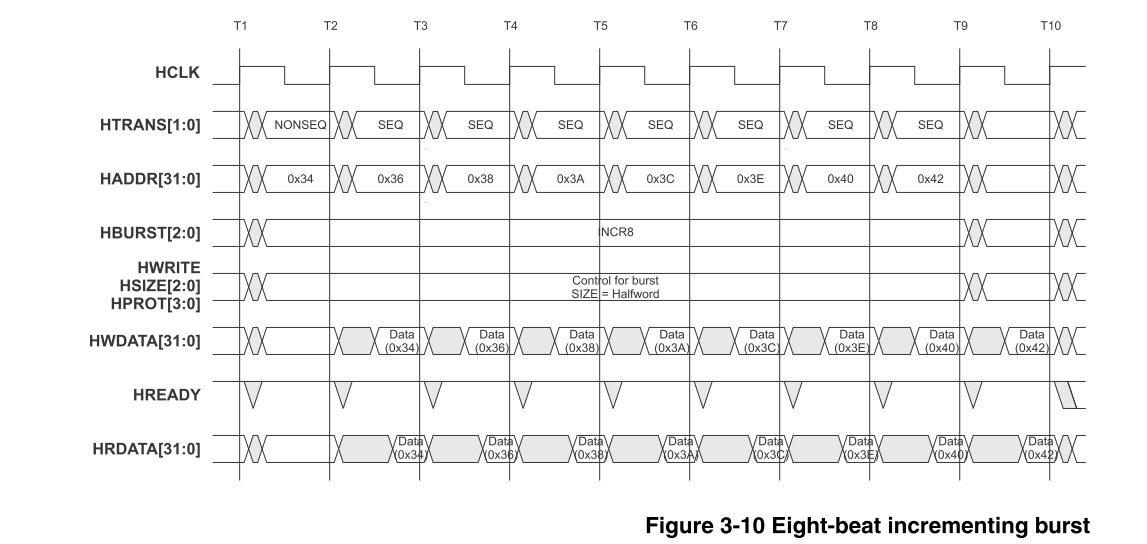 T1 T2 T3 T4 T5 T6 T7 T8 T9 T10
HCLK
HTRANS[1:0] NONSEQ SEQ SEQ SEQ SEQ SEQ SEQ SEQ
HADDR[31:0] 0x34 0x36 0x38 0x3A 0x3C 0x3E 0x40 0x42
HBURST[2:0] INCR8
HWRITE
HSIZE[2:0] Control for burst
HPROT[3:0] SIZE = Halfword
HWDATA[31:0] Data Data Data Data Data Data Data Data
(0x34) (0x36) (0x38) (0x3A) (0x3C) (0x3E) (0x40) (0x42)
HREADY
HRDATA[31:0] Data Data Data Data Data Data Data Data
(0x34) (0x36) (0x38) (0x3A) (0x3C) (0x3E) (0x40) (0x42)
Figure 3-10 Eight-beat incrementing burst